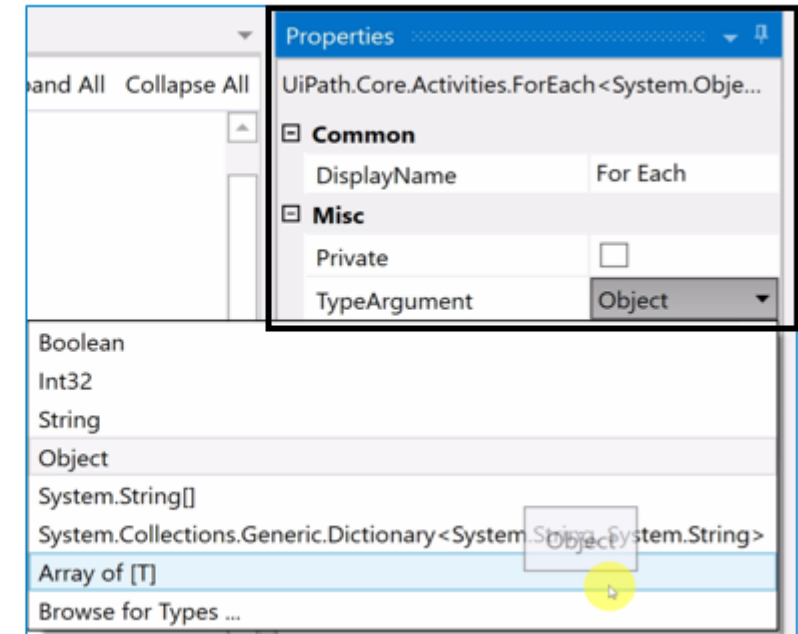 Properties
and All Collapse All
UiPath.Core.Activities.ForEach<System.Obje...
Common
DisplayName For Each
Misc
Private
TypeArgument Object
Boolean
Int32
String
Object
System.String[]
System.Collections.Generic.Dictionary<System.String, System.String>
Object
Array of [T]
Browse for Types ...